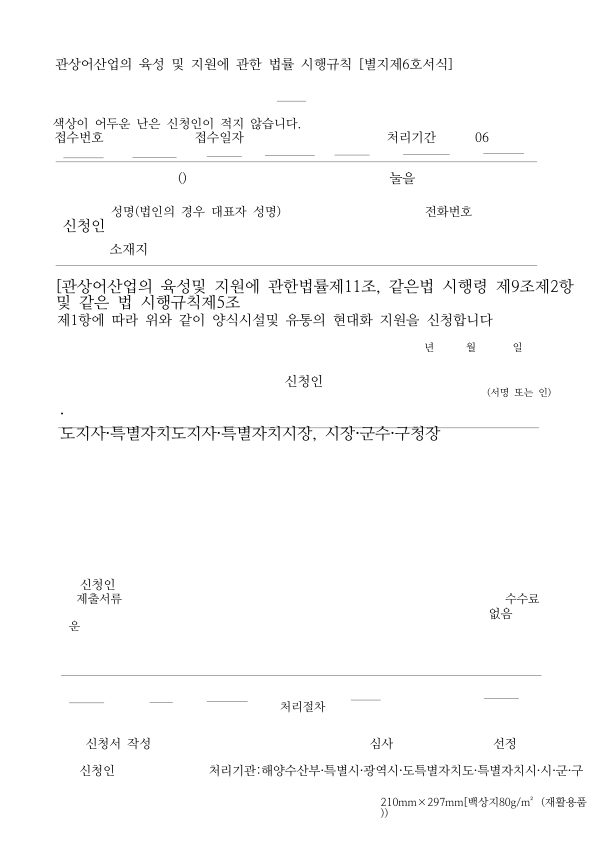 관상어산업의 육성 및 지원에 관한 법률 시행규칙 [별지제6호서식]
색상이 어두운 난은 신청인이 적지 않습니다.
접수번호 접수일자 처리기간 06
() 눌을
성명(법인의 경우 대표자 성명) 전화번호
신청인
소재지
[관상어산업의 육성및 지원에 관한법률제11조, 같은법 시행령 제9조제2항
및 같은 법 시행규칙제5조
제1항에 따라 위와 같이 양식시설및 유통의 현대화 지원을 신청합니다
년 월 일
신청인
(서명 또는 인)
.
도지사·특별자치도지사·특별자치시장, 시장·군수·구청장
신청인
제출서류 수수료
없음
운
처리절차
신청서 작성 심사 선정
신청인 처리기관:해양수산부·특별시·광역시·도특별자치도·특별자치시·시·군·구
210mm×297mm[백상지80g/m² (재활용품
))